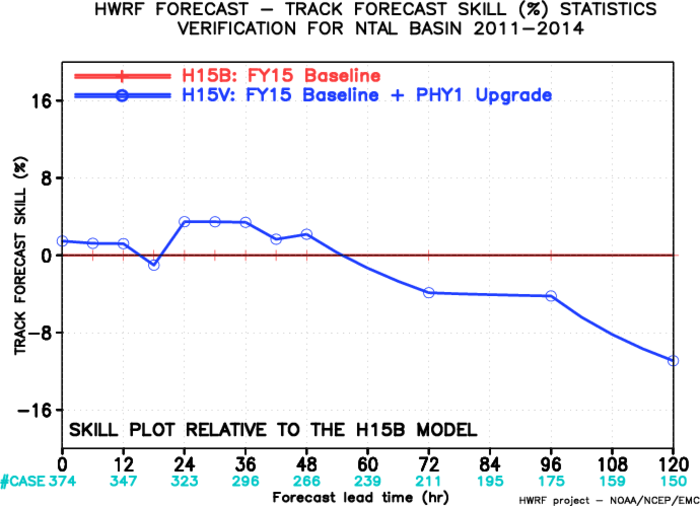 HWRF FORECAST – TRACK FORECAST SKILL (%) STATISTICS
VERIFICATION FOR NTAL BASIN 2011–2014
H15B: FY15 Baseline
H15V: FY15 Baseline + PHY1 Upgrade
16
8
0
−8
−16
TRACK FORECAST SKILL (%)
SKILL PLOT RELATIVE TO THE H15B MODEL
0 12 24 36 48 60 72 84 96 108 120
#CASE 374 347 323 296 266 239 211 195 175 159 150
Forecast lead time (hr)
HWRF project – NOAA/NCEP/EMC